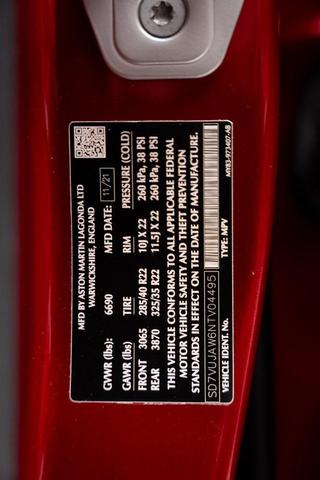 MFD BY ASTON MARTIN LAGONDA LTD
WARWICKSHIRE, ENGLAND
GVWR (lbs): 6690 MFD DATE: 11/21
GAWR (lbs) TIRE RIM PRESSURE (COLD)
FRONT 3065 285/40 R22 10J X 22 260 kPa, 38 PSI
REAR 3870 325/35 R22 11.5J X 22 260 kPa, 38 PSI
THIS VEHICLE CONFORMS TO ALL APPLICABLE FEDERAL
MOTOR VEHICLE SAFETY AND THEFT PREVENTION
STANDARDS IN EFFECT ON THE DATE OF MANUFACTURE.
SD7VUJAW6NTV04495
VEHICLE IDENT. No. TYPE: MPV MY83-973407-AB